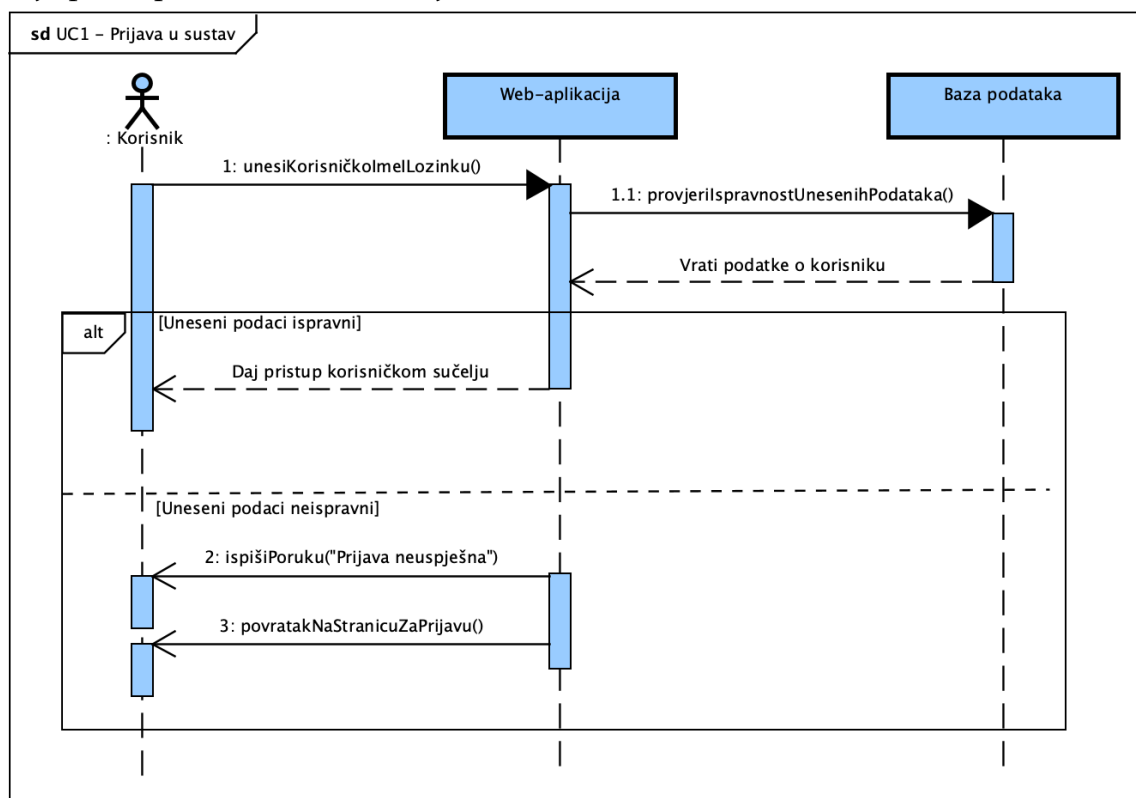 sd UC1 – Prijava u sustav
Web-aplikacija
Baza podataka
: Korisnik
1: unesiKorisničkoImeILozinku()
1.1: provjeriIspravnostUnesenihPodataka()
Vrati podatke o korisniku
alt
[Uneseni podaci ispravni]
Daj pristup korisničkom sučelju
[Uneseni podaci neispravni]
2: ispišiPoruku("Prijava neuspješna")
3: povratakNaStranicuZaPrijavu()